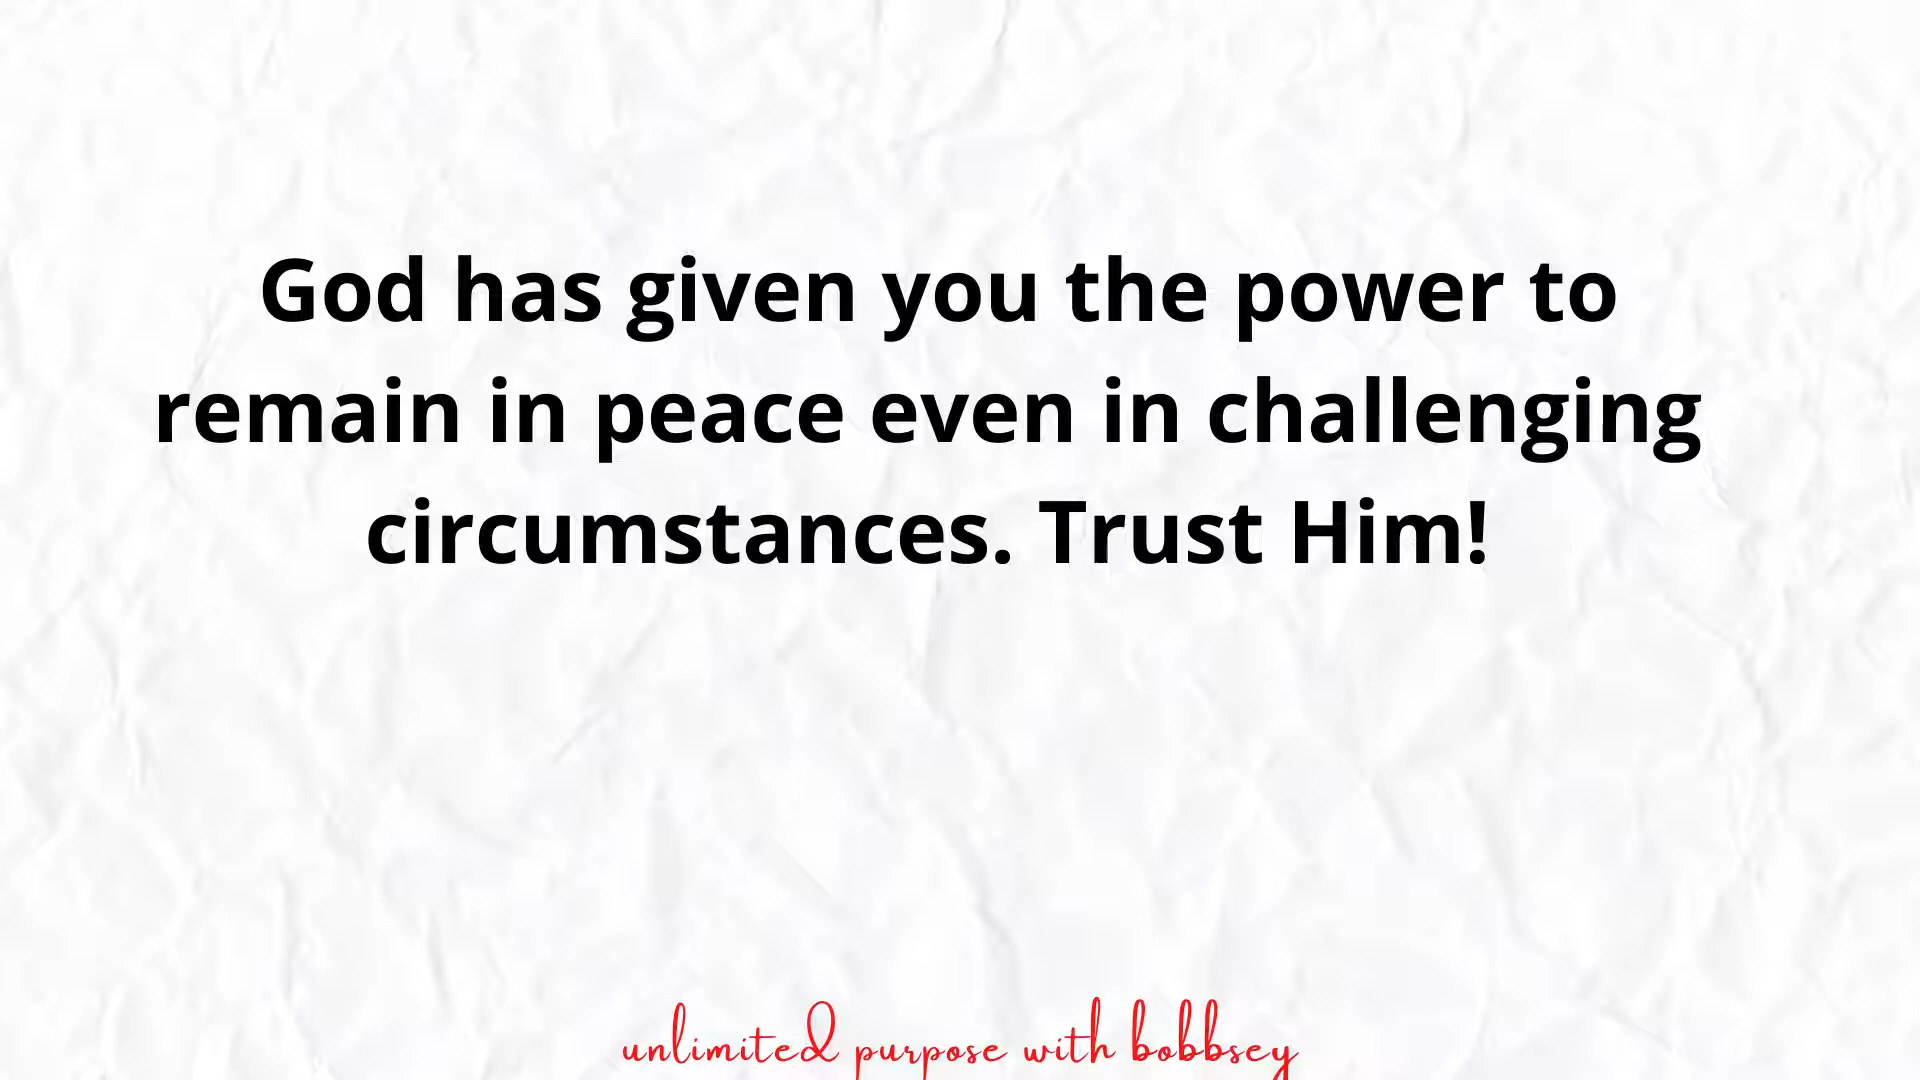 God has given you the power to
remain in peace even in challenging
circumstances. Trust Him!
unlimited purpose with bobbsey